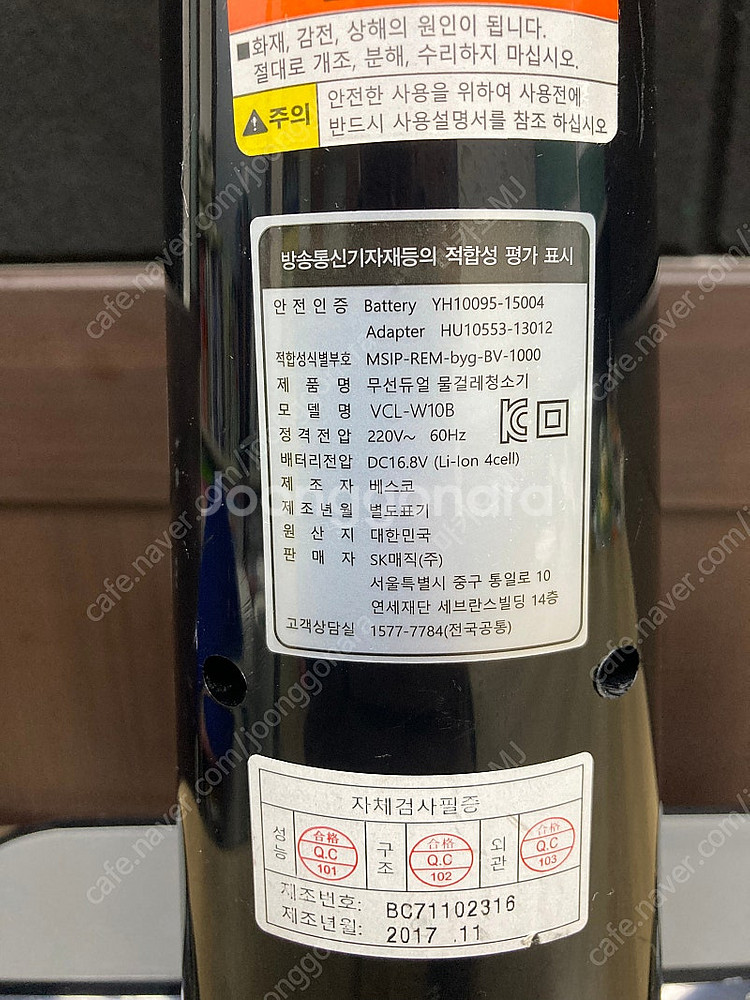 ■화재, 감전, 상해의 원인이 됩니다.
절대로 개조, 분해, 수리하지 마십시오.
주의
안전한 사용을 위하여 사용전에
반드시 사용설명서를 참조 하십시오
방송통신기자재등의 적합성 평가 표시
안전인증 Battery YH10095-15004
Adapter HU10553-13012
적합성식별부호 MSIP-REM-byg-BV-1000
제품명 무선듀얼 물걸레청소기
모델명 VCL-W10B
정격전압 220V~ 60Hz
배터리전압 DC16.8V (Li-Ion 4cell)
제조자 베스코
제조년월 별도표기
원산지 대한민국
판매자 SK매직(주)
서울특별시 중구 통일로 10
연세재단 세브란스빌딩 14층
고객상담실 1577-7784(전국공통)
자체검사필증
성능 合格 Q.C 101 구조 合格 Q.C 102 외관 合格 Q.C 103
제조번호: BC71102316
제조년월: 2017 .11
Joonggonara
cafe.naver.com/joonggonara